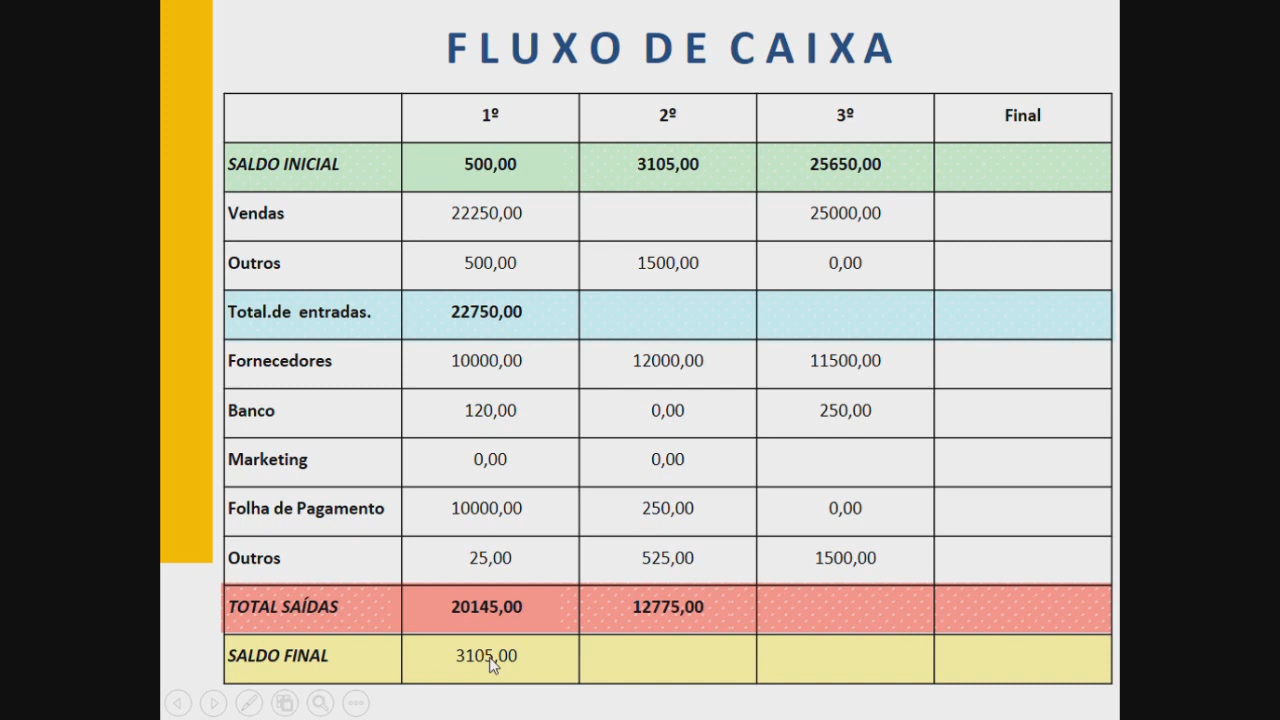 FLUXO DE CAIXA
1º 2º 3º Final
SALDO INICIAL 500,00 3105,00 25650,00
Vendas 22250,00 25000,00
Outros 500,00 1500,00 0,00
Total.de entradas. 22750,00
Fornecedores 10000,00 12000,00 11500,00
Banco 120,00 0,00 250,00
Marketing 0,00 0,00
Folha de Pagamento 10000,00 250,00 0,00
Outros 25,00 525,00 1500,00
TOTAL SAÍDAS 20145,00 12775,00
SALDO FINAL 3105,00